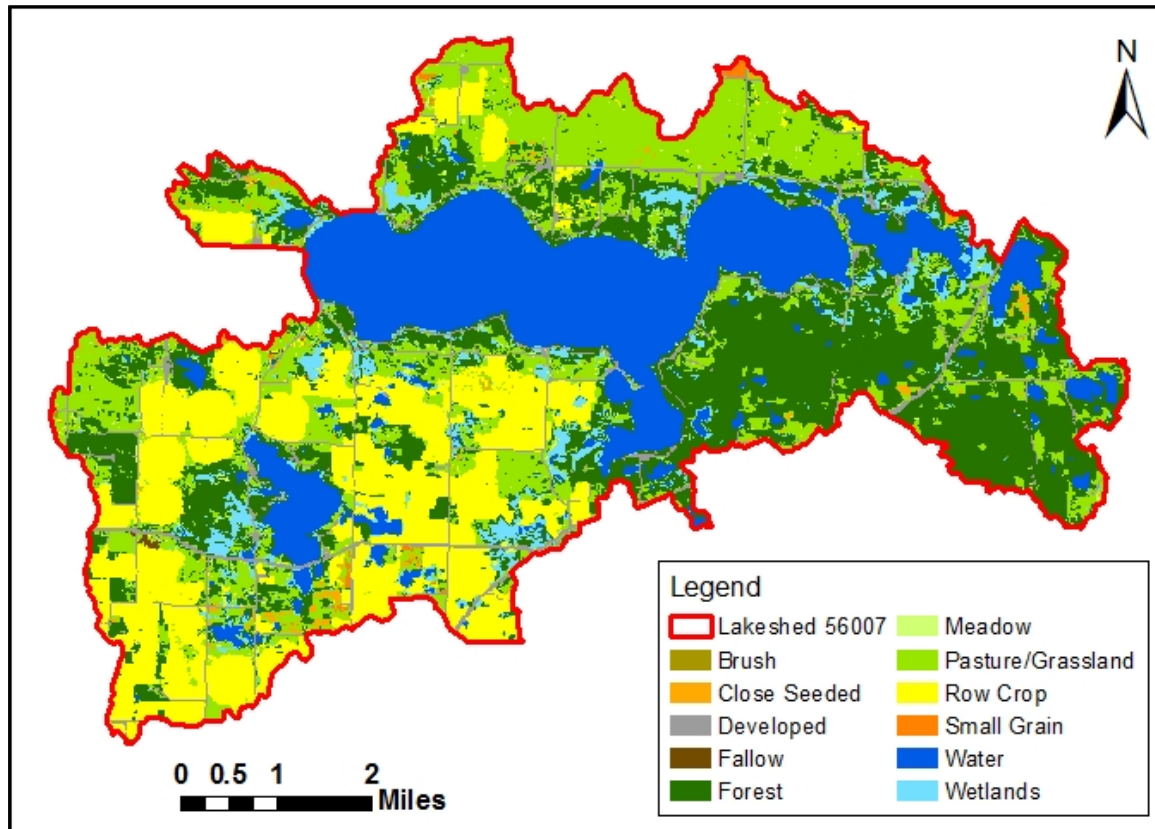 N
Legend
Lakeshed 56007
Brush
Close Seeded
Developed
Fallow
Forest
Meadow
Pasture/Grassland
Row Crop
Small Grain
Water
Wetlands
0 0.5 1 2
Miles